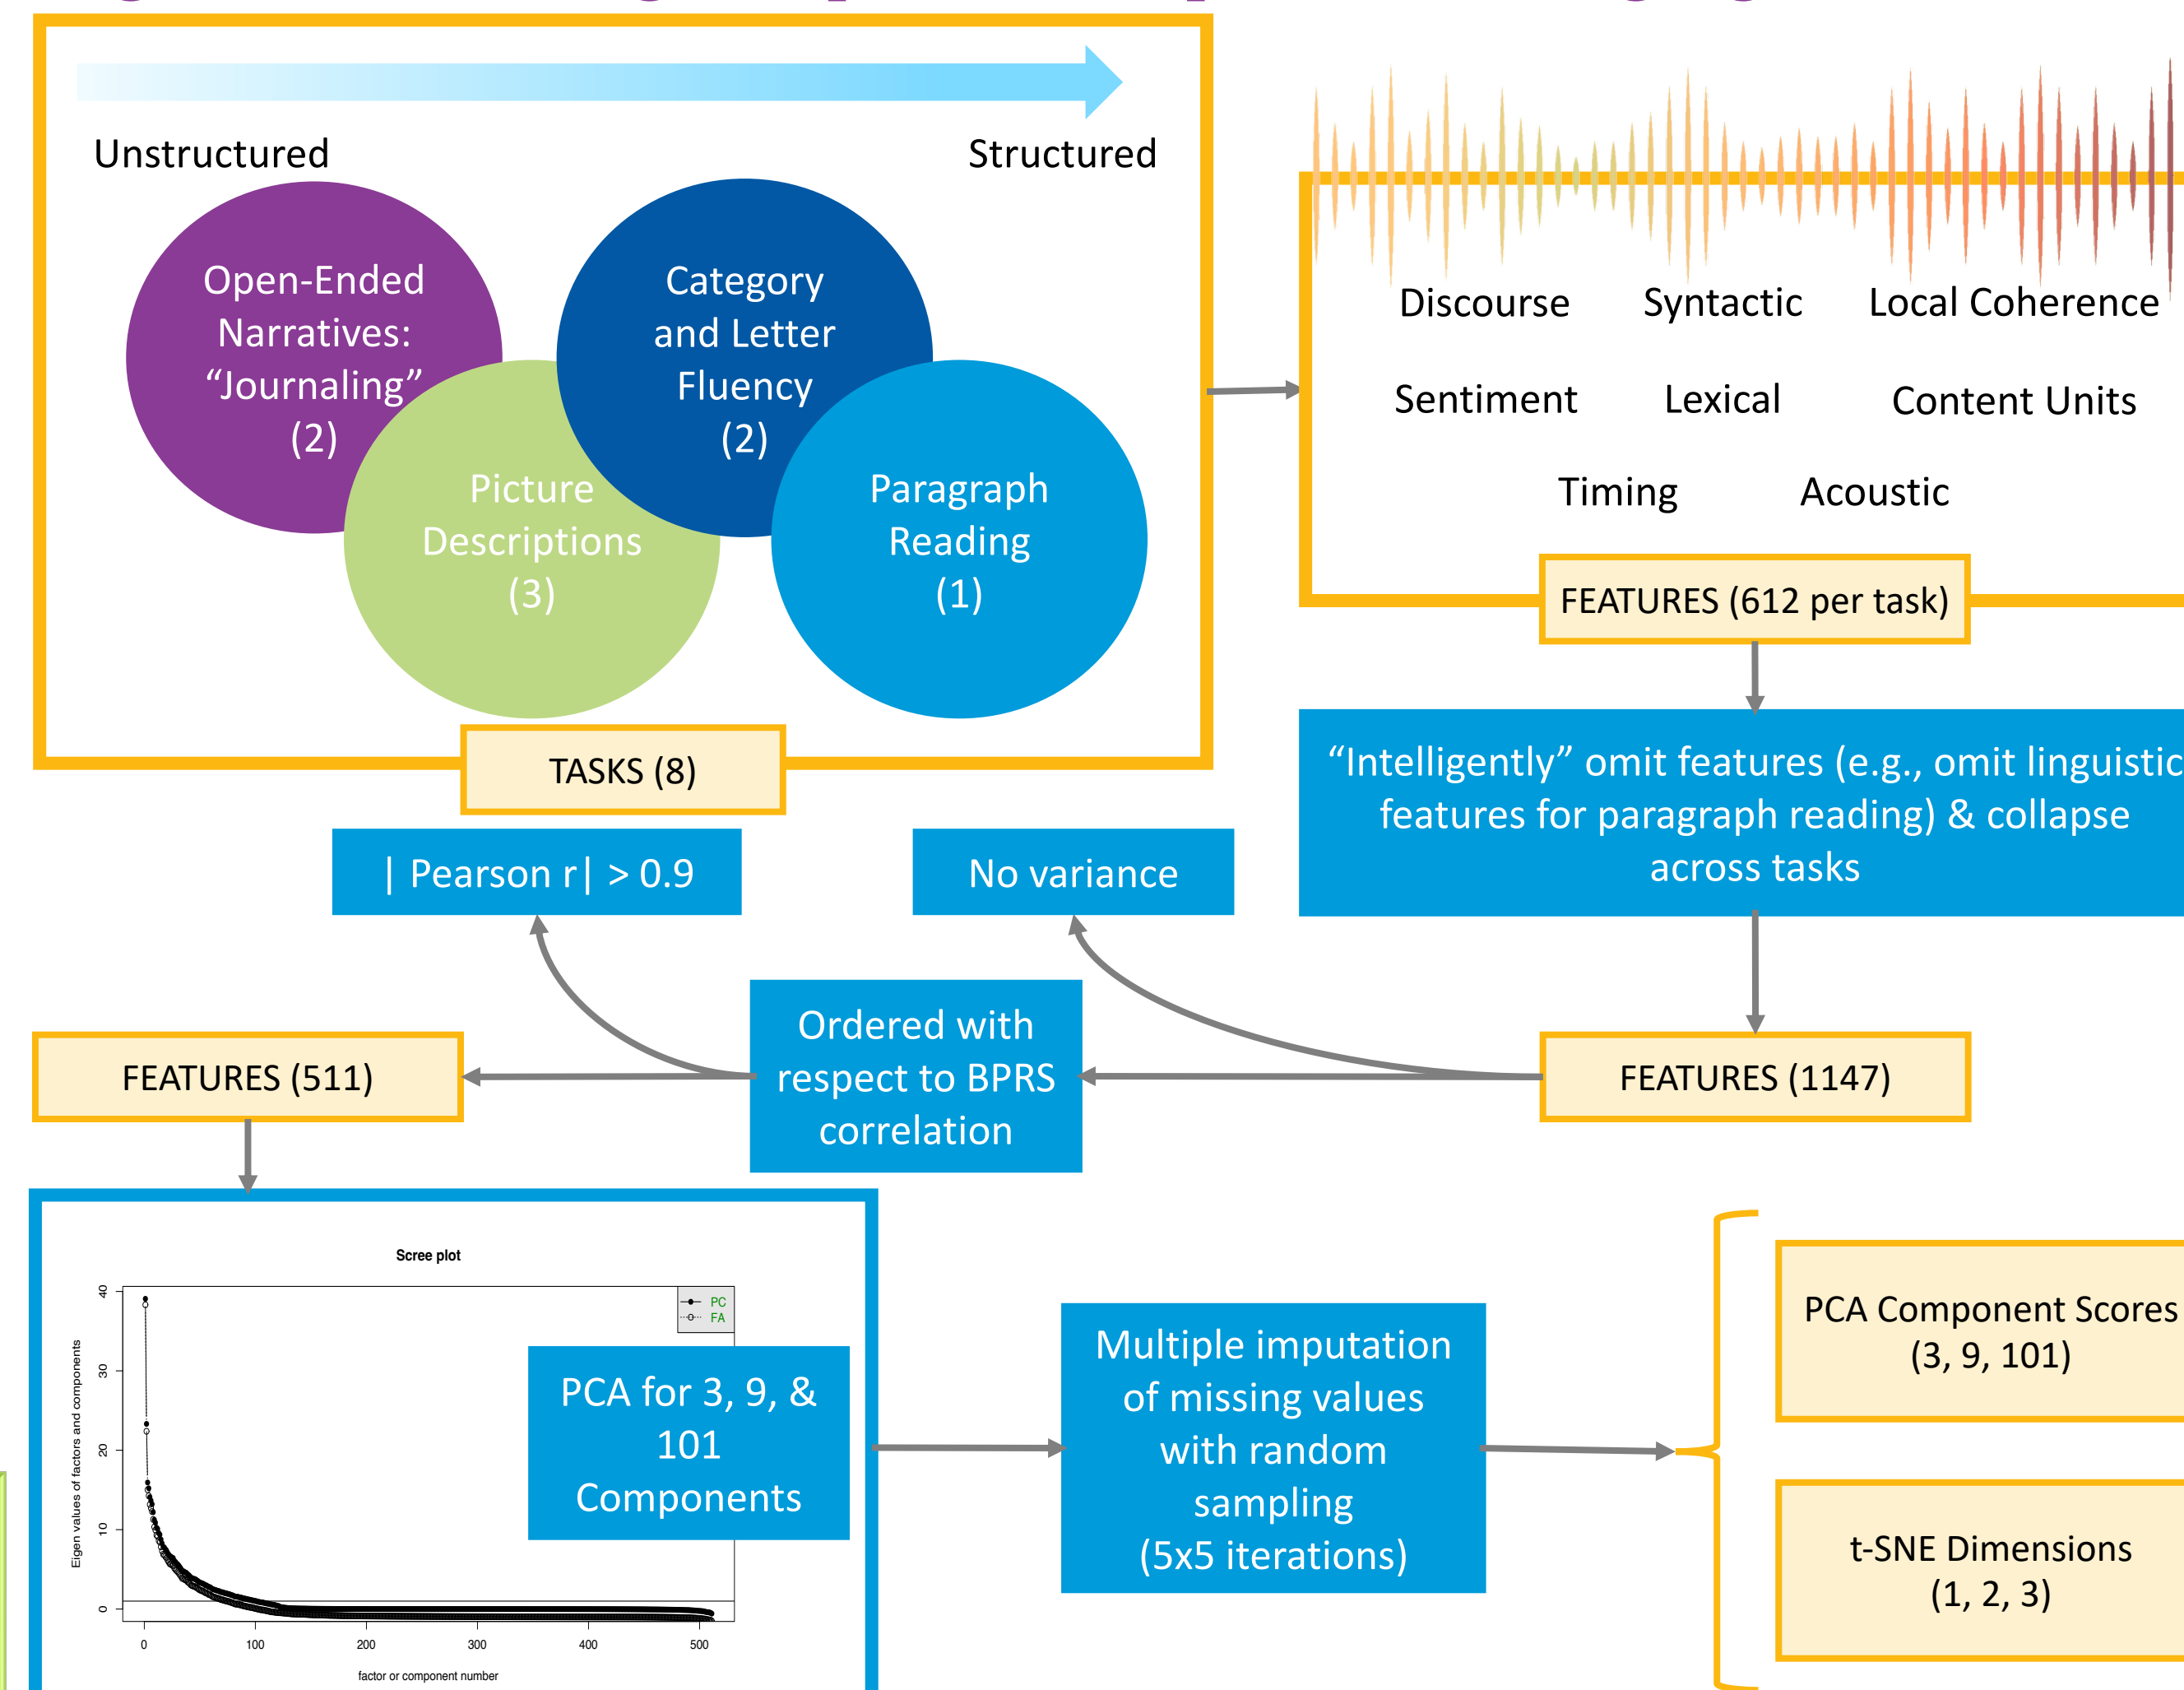 Unstructured
Structured
Open-Ended
Narratives:
“Journaling”
(2)
Category
and Letter
Fluency
(2)
Picture
Descriptions
(3)
Paragraph
Reading
(1)
TASKS (8)
Discourse
Syntactic
Local Coherence
Sentiment
Lexical
Content Units
Timing
Acoustic
FEATURES (612 per task)
“Intelligently” omit features (e.g., omit linguistic
features for paragraph reading) & collapse
across tasks
| Pearson r| > 0.9
No variance
FEATURES (511)
Ordered with
respect to BPRS
correlation
FEATURES (1147)
Scree plot
PC
FA
Eigen values of factors and components
40
30
20
10
0
0
100
200
300
400
500
factor or component number
PCA for 3, 9, &
101
Components
Multiple imputation
of missing values
with random
sampling
(5x5 iterations)
PCA Component Scores
(3, 9, 101)
t-SNE Dimensions
(1, 2, 3)